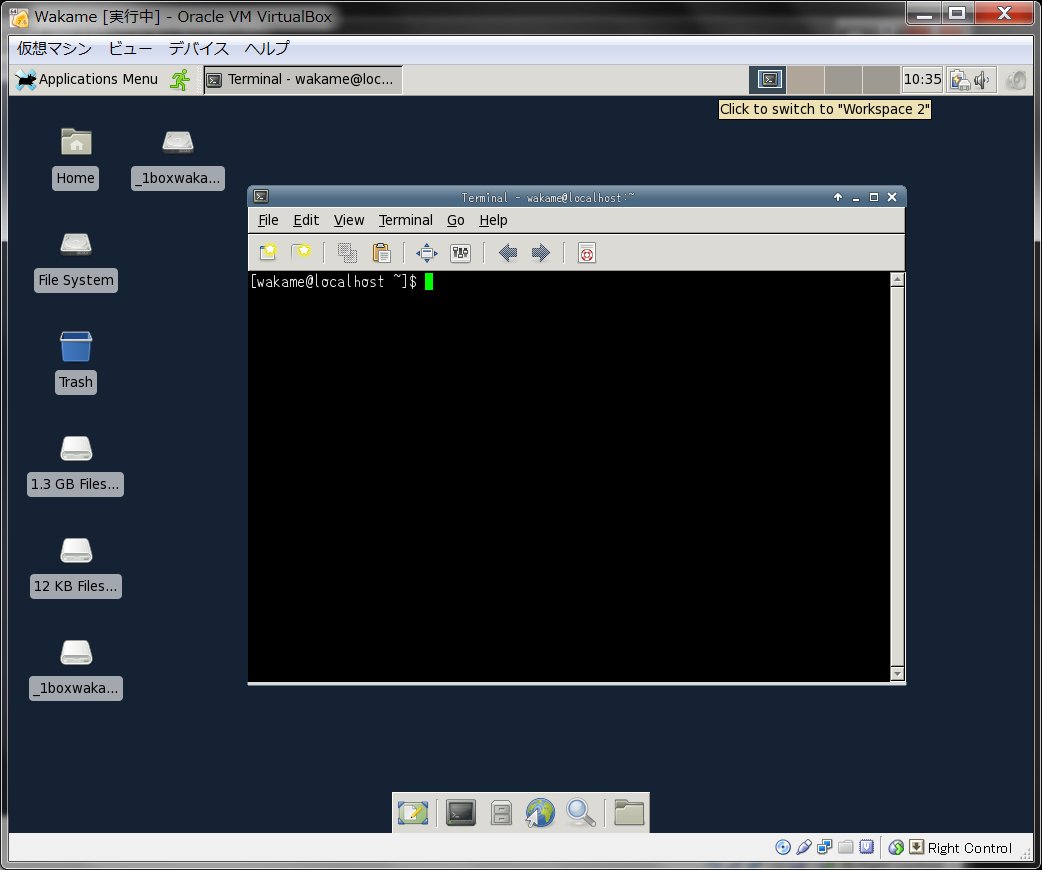 Wakame [実行中] - Oracle VM VirtualBox
仮想マシン ビュー デバイス ヘルプ
Applications Menu
Terminal - wakame@loc...
10:35
Click to switch to "Workspace 2"
Home
_1boxwaka...
File System
Trash
1.3 GB Files...
12 KB Files...
_1boxwaka...
Terminal - wakame@localhost:~
File Edit View Terminal Go Help
[wakame@localhost ~]$
Right Control